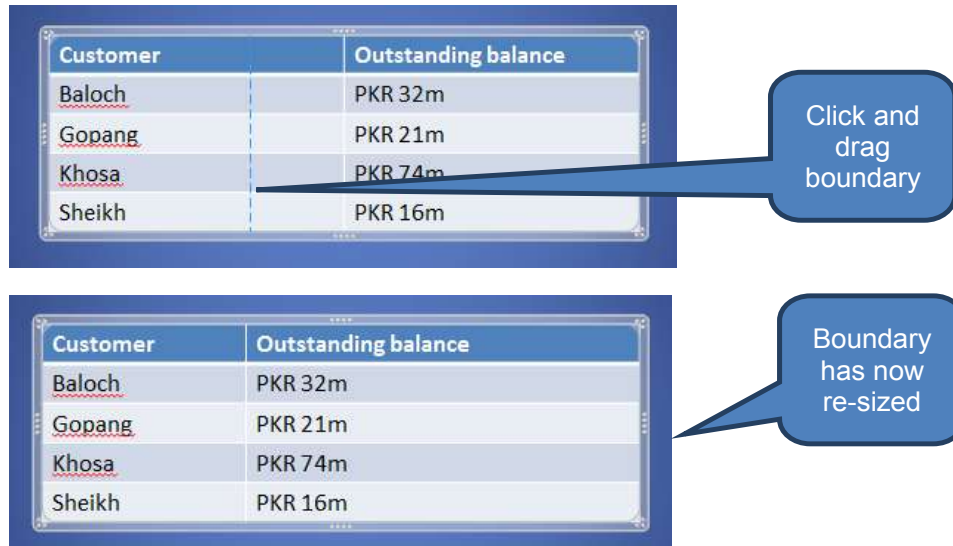 Customer Outstanding balance
Baloch PKR 32m
Gopang PKR 21m
Khosa PKR 74m
Sheikh PKR 16m
Click and
drag
boundary
Customer Outstanding balance
Baloch PKR 32m
Gopang PKR 21m
Khosa PKR 74m
Sheikh PKR 16m
Boundary
has now
re-sized